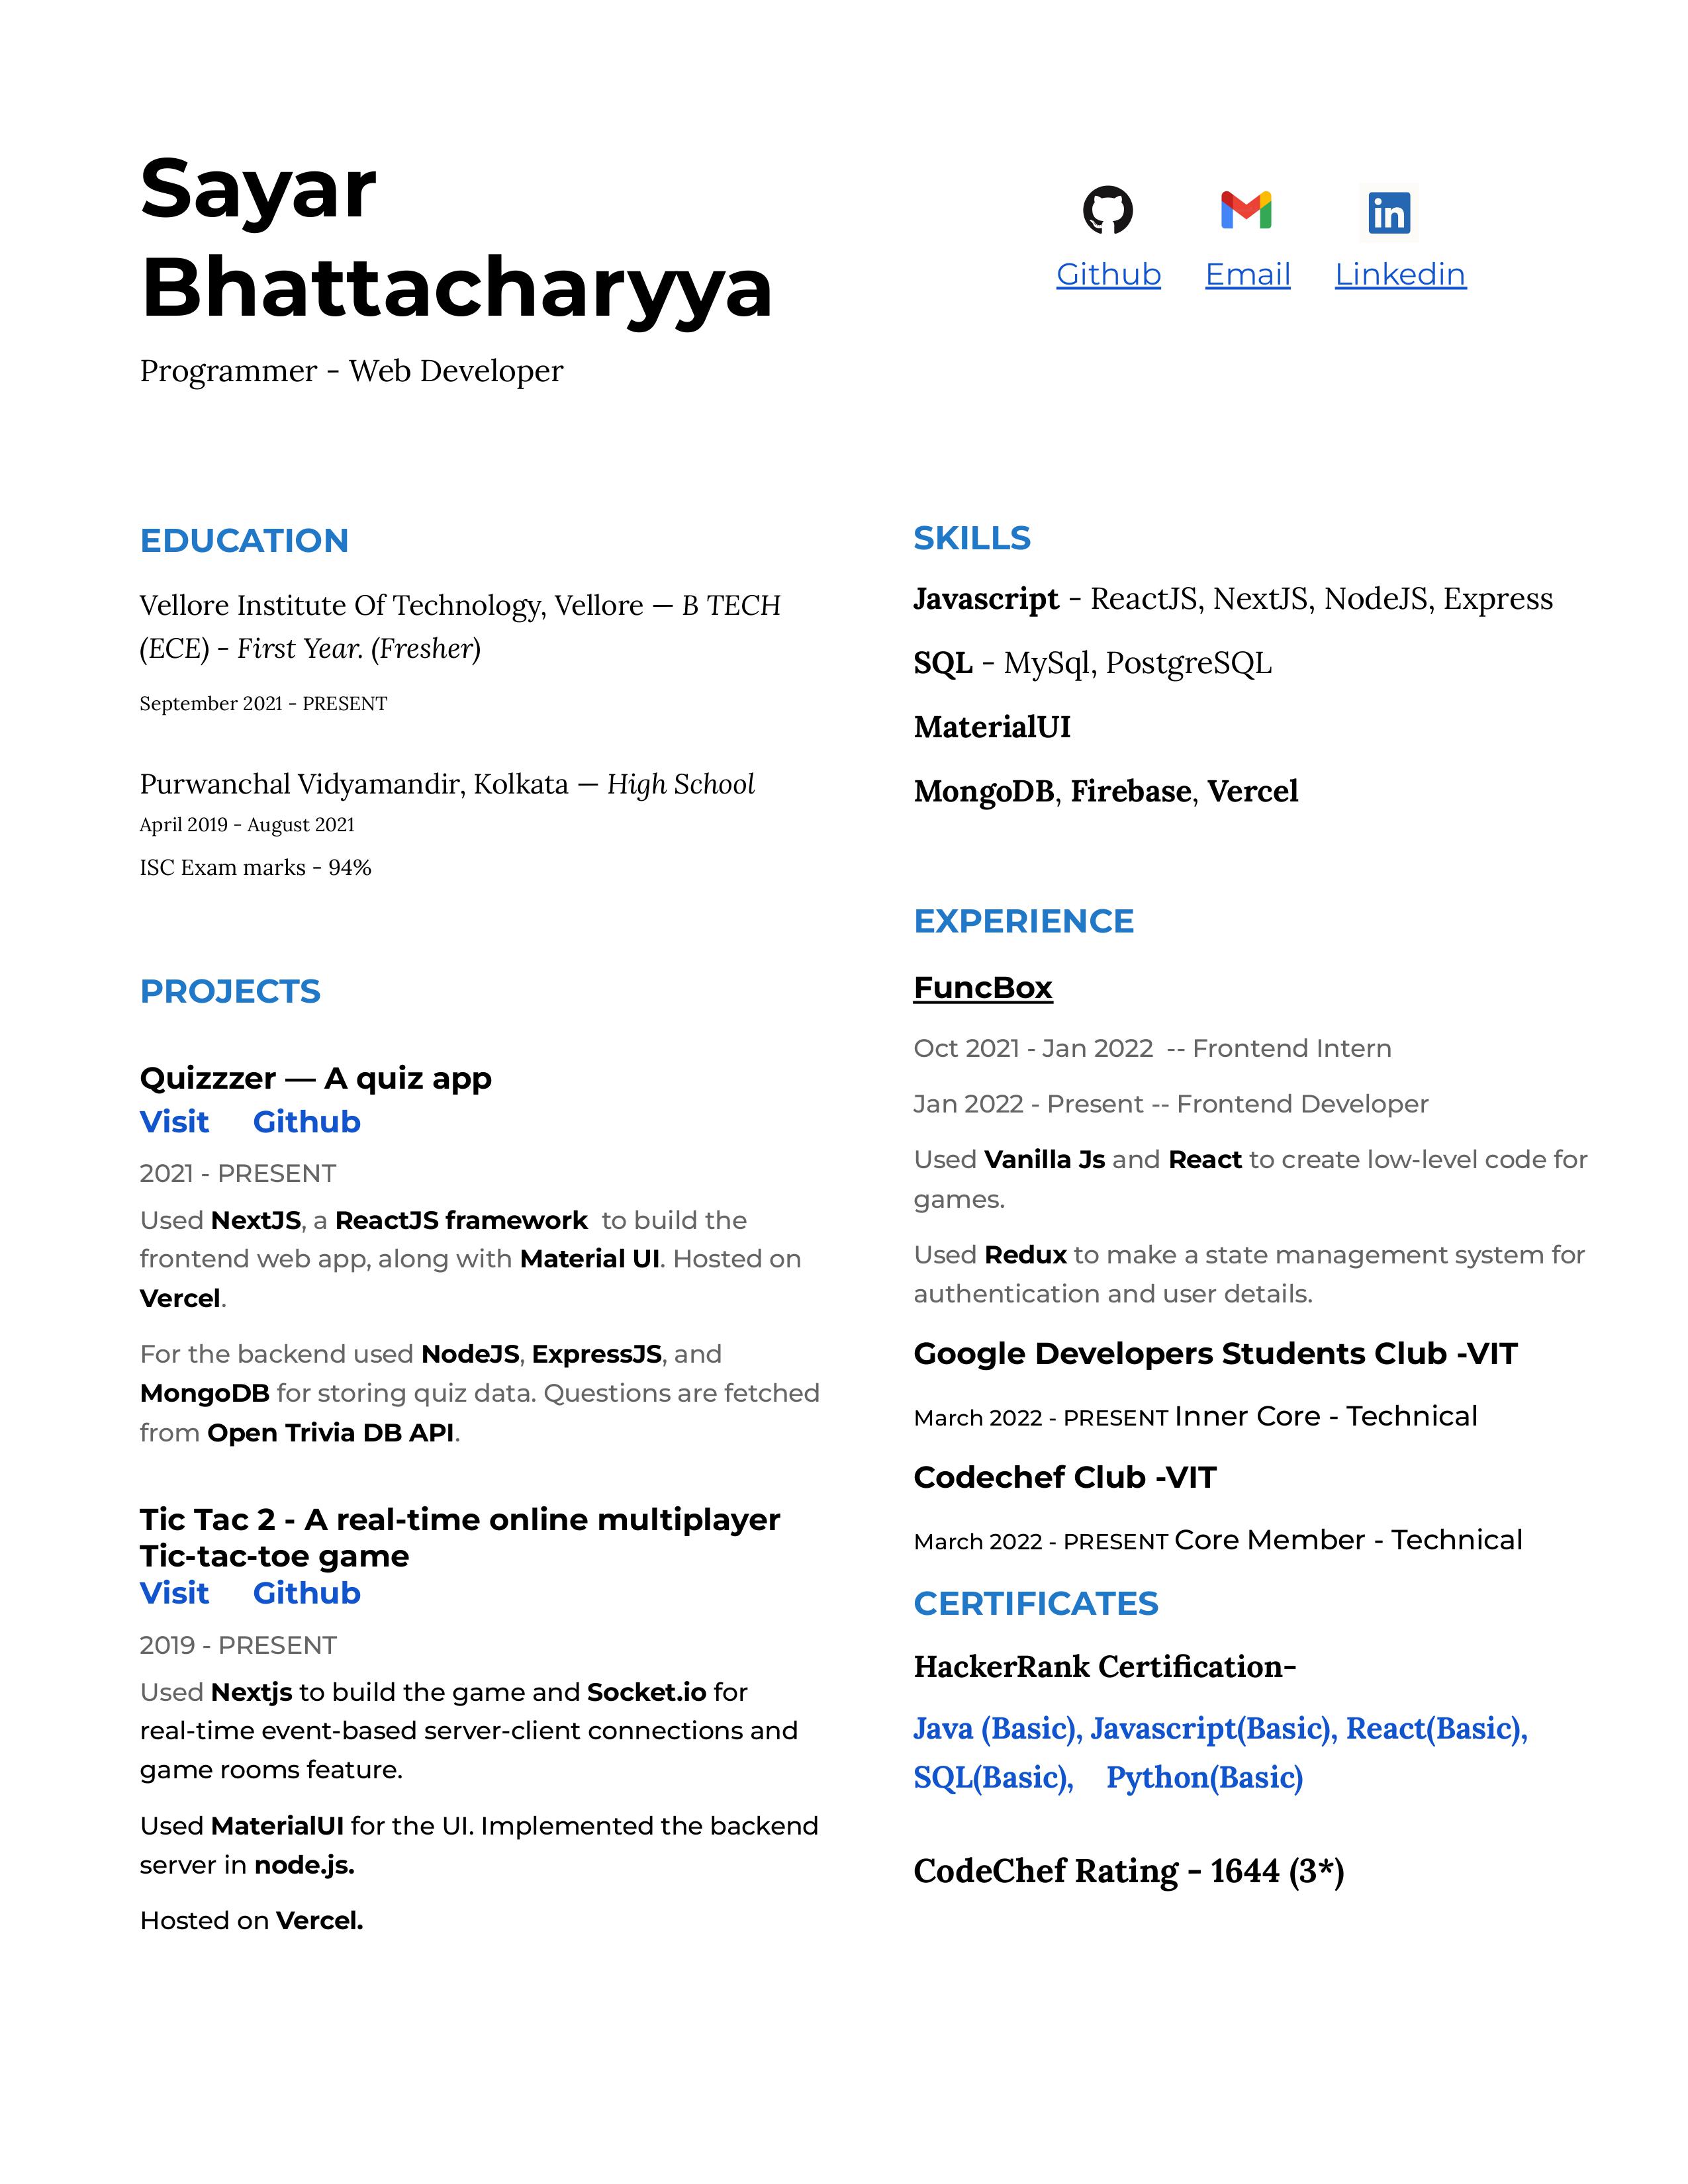 Sayar
Bhattacharyya
Programmer - Web Developer
Github Email Linkedin
EDUCATION
Vellore Institute Of Technology, Vellore — B TECH
(ECE) - First Year. (Fresher)
September 2021 - PRESENT
Purwanchal Vidyamandir, Kolkata — High School
April 2019 - August 2021
ISC Exam marks - 94%
PROJECTS
Quizzzer — A quiz app
Visit Github
2021 - PRESENT
Used NextJS, a ReactJS framework to build the
frontend web app, along with Material UI. Hosted on
Vercel.
For the backend used NodeJS, ExpressJS, and
MongoDB for storing quiz data. Questions are fetched
from Open Trivia DB API.
Tic Tac 2 - A real-time online multiplayer
Tic-tac-toe game
Visit Github
2019 - PRESENT
Used Nextjs to build the game and Socket.io for
real-time event-based server-client connections and
game rooms feature.
Used MaterialUI for the UI. Implemented the backend
server in node.js.
Hosted on Vercel.
SKILLS
Javascript - ReactJS, NextJS, NodeJS, Express
SQL - MySql, PostgreSQL
MaterialUI
MongoDB, Firebase, Vercel
EXPERIENCE
FuncBox
Oct 2021 - Jan 2022 -- Frontend Intern
Jan 2022 - Present -- Frontend Developer
Used Vanilla Js and React to create low-level code for
games.
Used Redux to make a state management system for
authentication and user details.
Google Developers Students Club -VIT
March 2022 - PRESENT Inner Core - Technical
Codechef Club -VIT
March 2022 - PRESENT Core Member - Technical
CERTIFICATES
HackerRank Certification-
Java (Basic), Javascript(Basic), React(Basic),
SQL(Basic), Python(Basic)
CodeChef Rating - 1644 (3*)